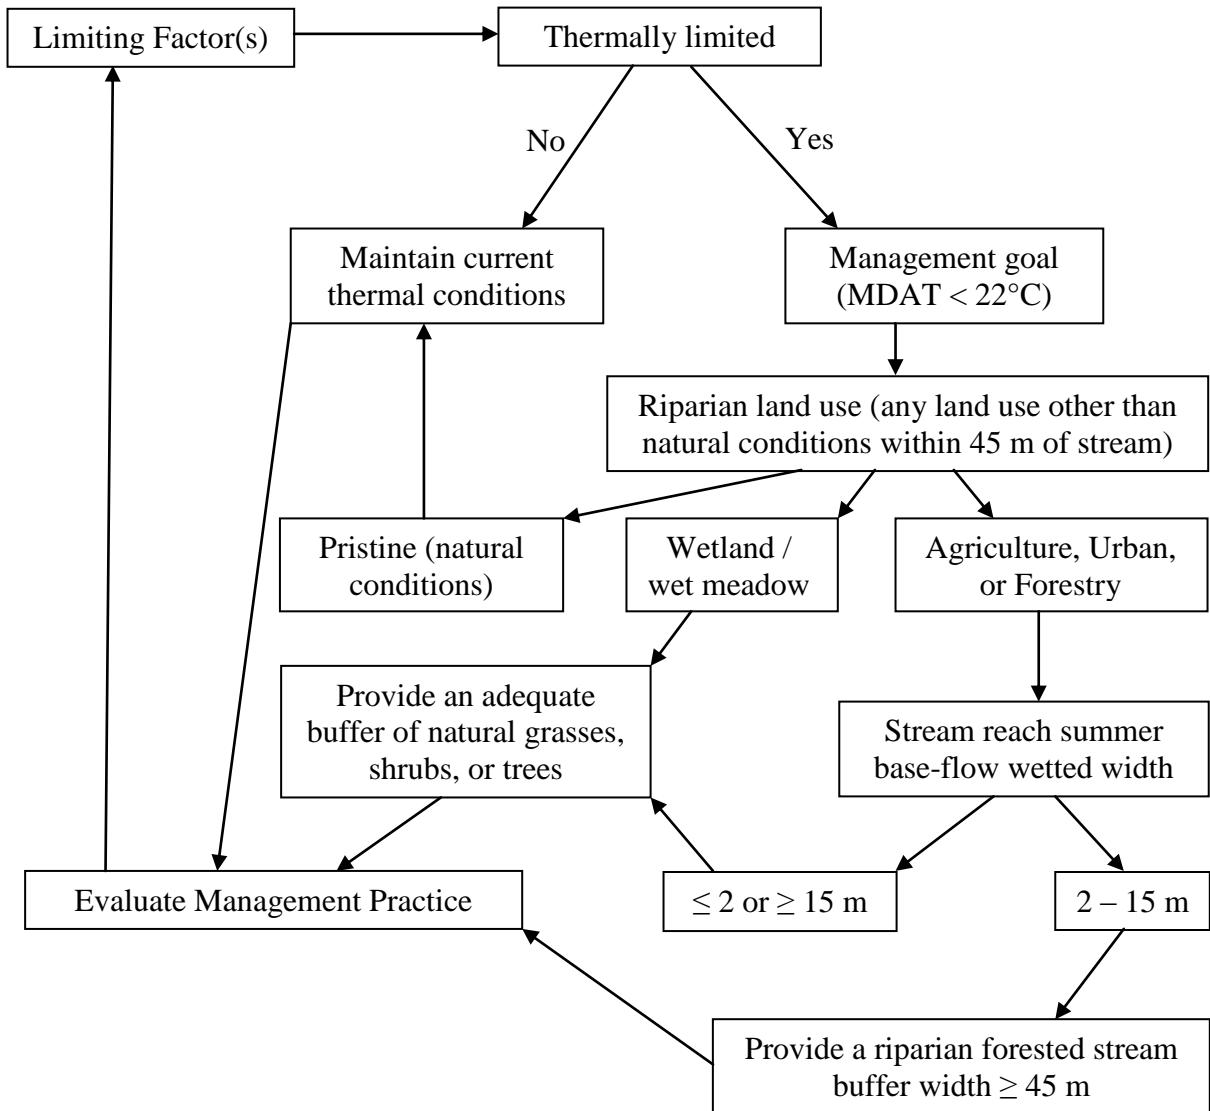 Limiting Factor(s)
Thermally limited
No
Yes
Maintain current
thermal conditions
Management goal
(MDAT < 22°C)
Riparian land use (any land use other than
natural conditions within 45 m of stream)
Pristine (natural
conditions)
Wetland /
wet meadow
Agriculture, Urban,
or Forestry
Provide an adequate
buffer of natural grasses,
shrubs, or trees
Stream reach summer
base-flow wetted width
Evaluate Management Practice
≤ 2 or ≥ 15 m
2 – 15 m
Provide a riparian forested stream
buffer width ≥ 45 m